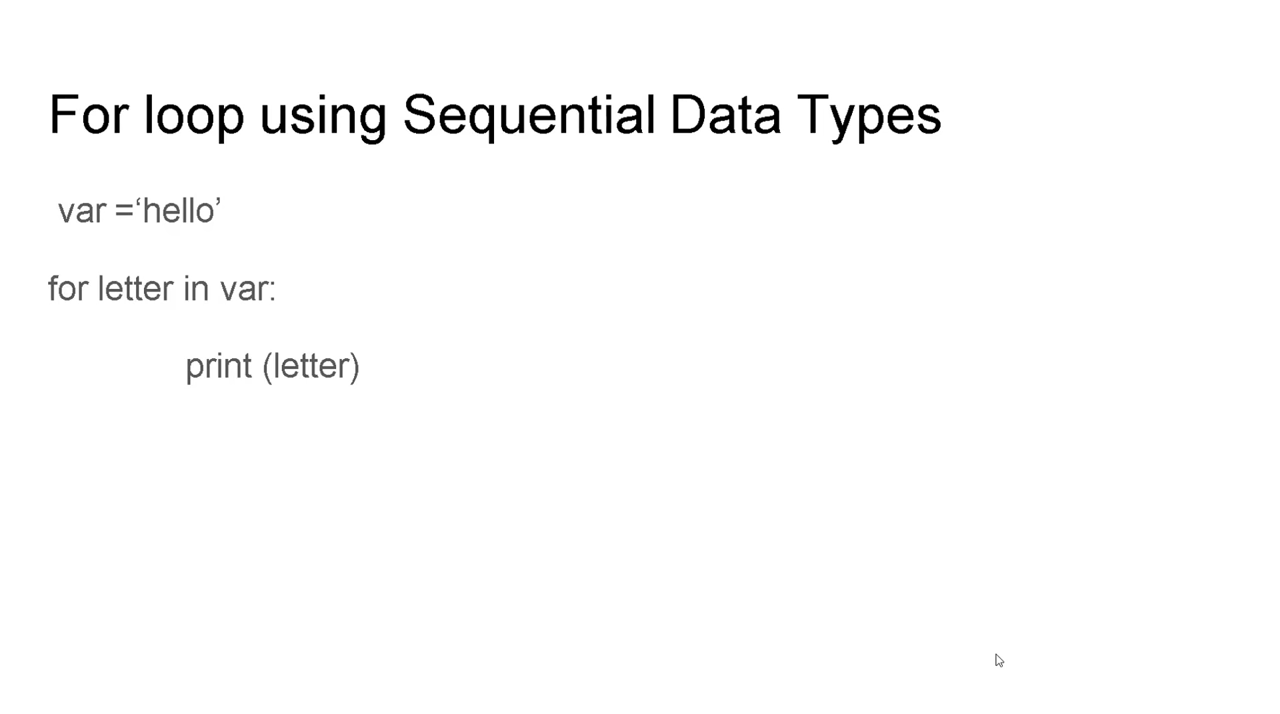 For loop using Sequential Data Types
var =‘hello’
for letter in var:
print (letter)